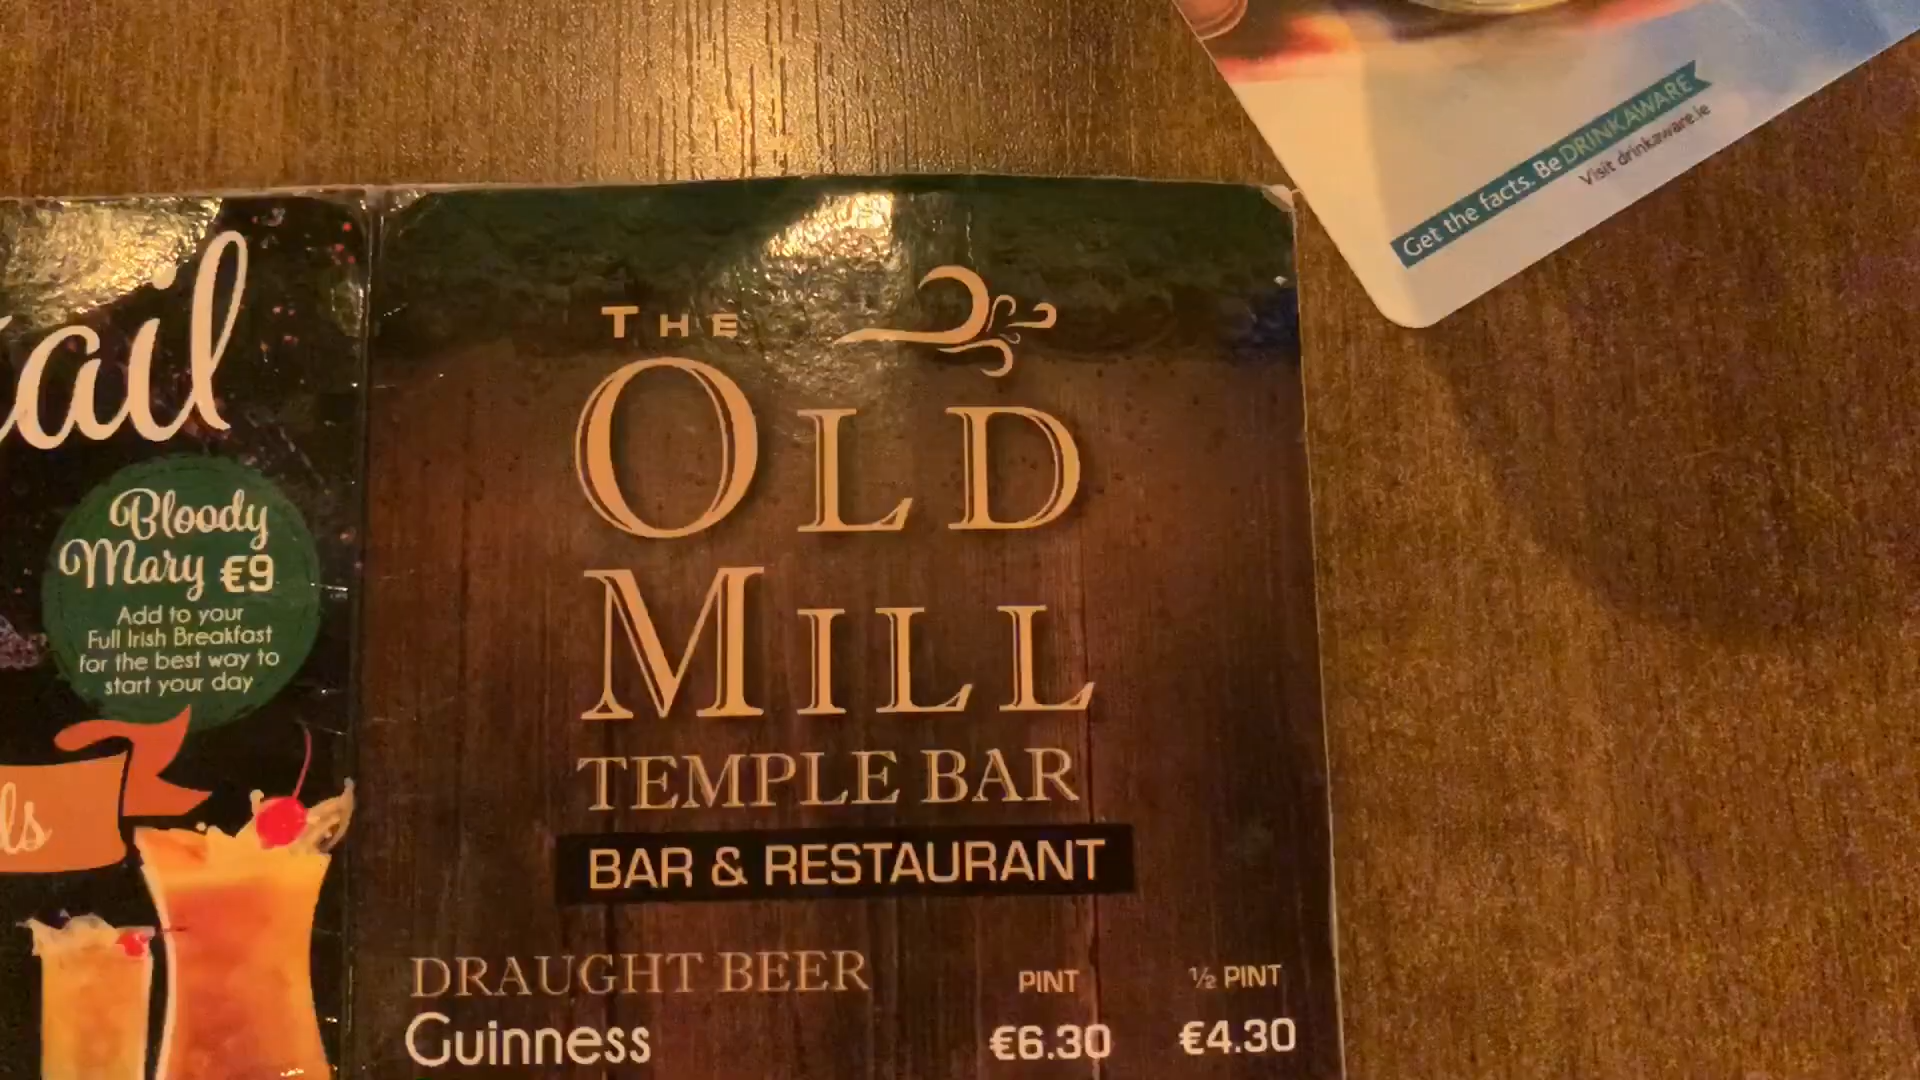 ail
Bloody
Mary €9
Add to your
Full Irish Breakfast
for the best way to
start your day
ls
THE
OLD
MILL
TEMPLE BAR
BAR & RESTAURANT
DRAUGHT BEER PINT ½ PINT
Guinness €6.30 €4.30
Get the facts. Be DRINKAWARE
Visit drinkaware.ie